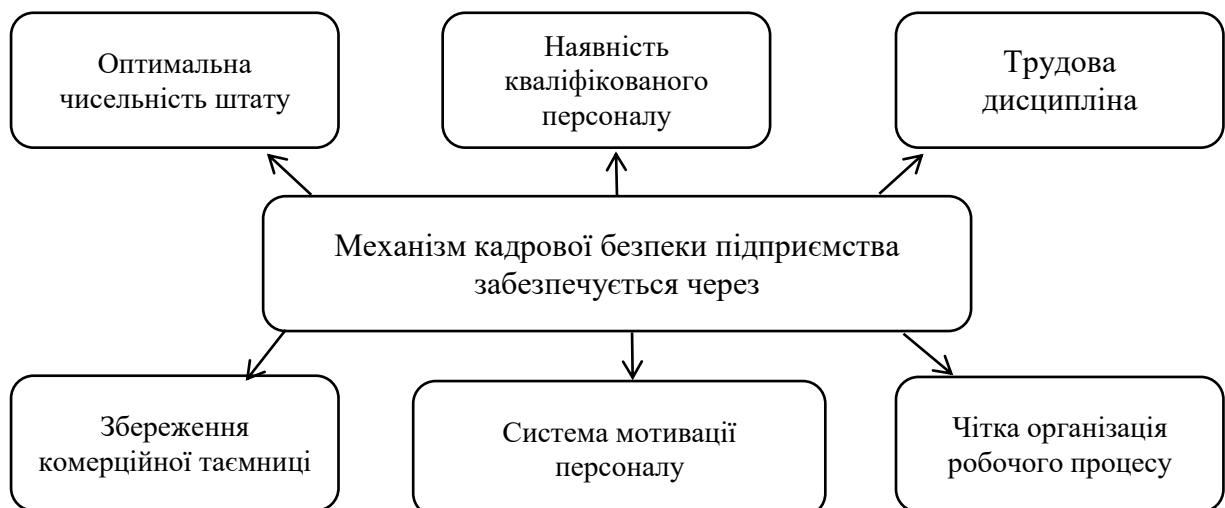 Оптимальна
чисельність штату
Наявність
кваліфікованого
персоналу
Трудова
дисципліна
Механізм кадрової безпеки підприємства
забезпечується через
Збереження
комерційної таємниці
Система мотивації
персоналу
Чітка організація
робочого процесу